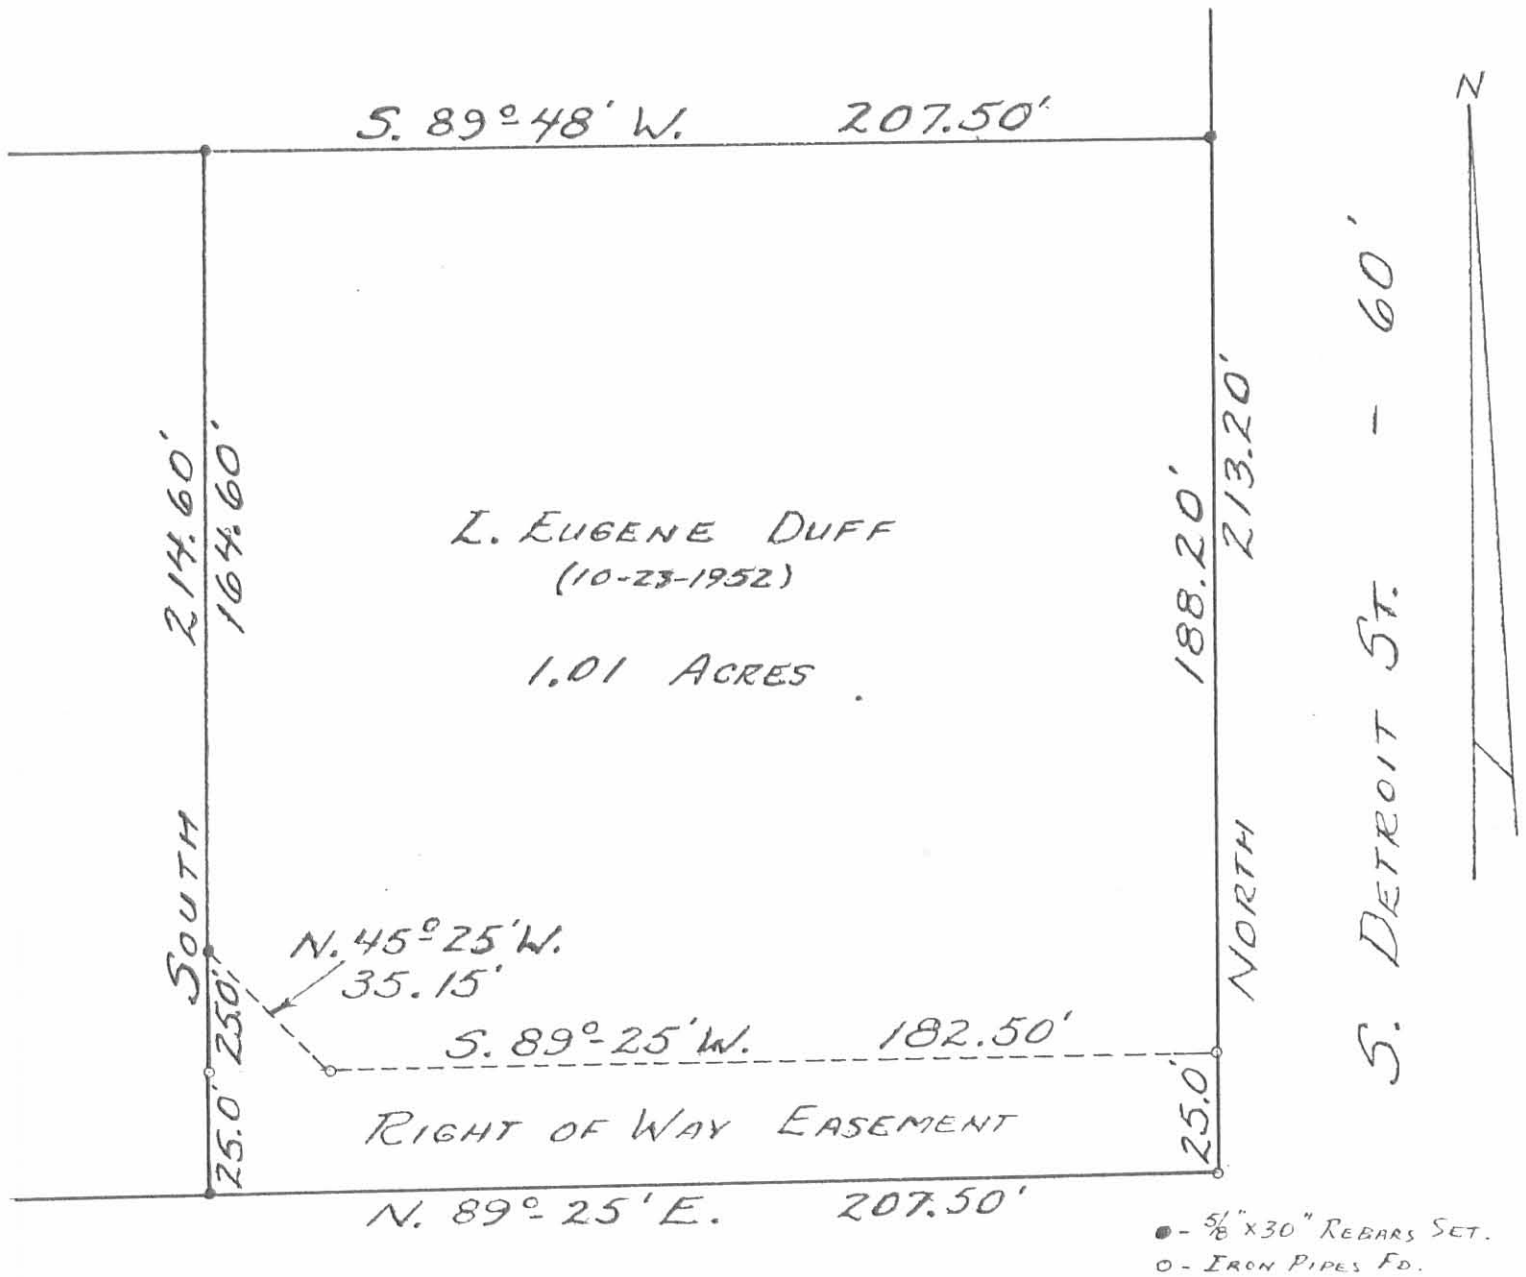 S. 89°-48' W. 207.50'
N
S. DETROIT ST. - 60'
214.60'
164.60'
213.20'
188.20'
I. EUGENE DUFF
(10-23-1952)
1.01 ACRES
SOUTH
NORTH
N. 45°-25' W.
35.15'
25.0'
S. 89°-25' W. 182.50'
25.0'
RIGHT OF WAY EASEMENT
25.0'
N. 89°-25' E. 207.50'
●- 5/8" x 30" REBARS SET.
○- IRON PIPES FD.